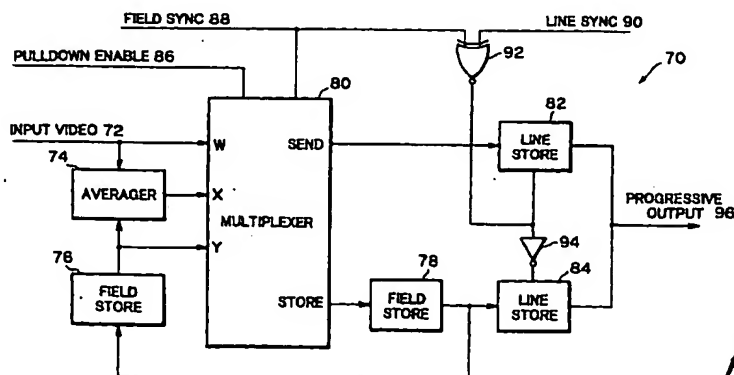 FIELD SYNC 88
LINE SYNC 90
92
PULLDOWN ENABLE 86
70
80
82
INPUT VIDEO 72
W
SEND
LINE STORE
74
AVERAGER
X
MULTIPLEXER
PROGRESSIVE OUTPUT 96
94
76
Y
78
84
FIELD STORE
STORE
FIELD STORE
LINE STORE